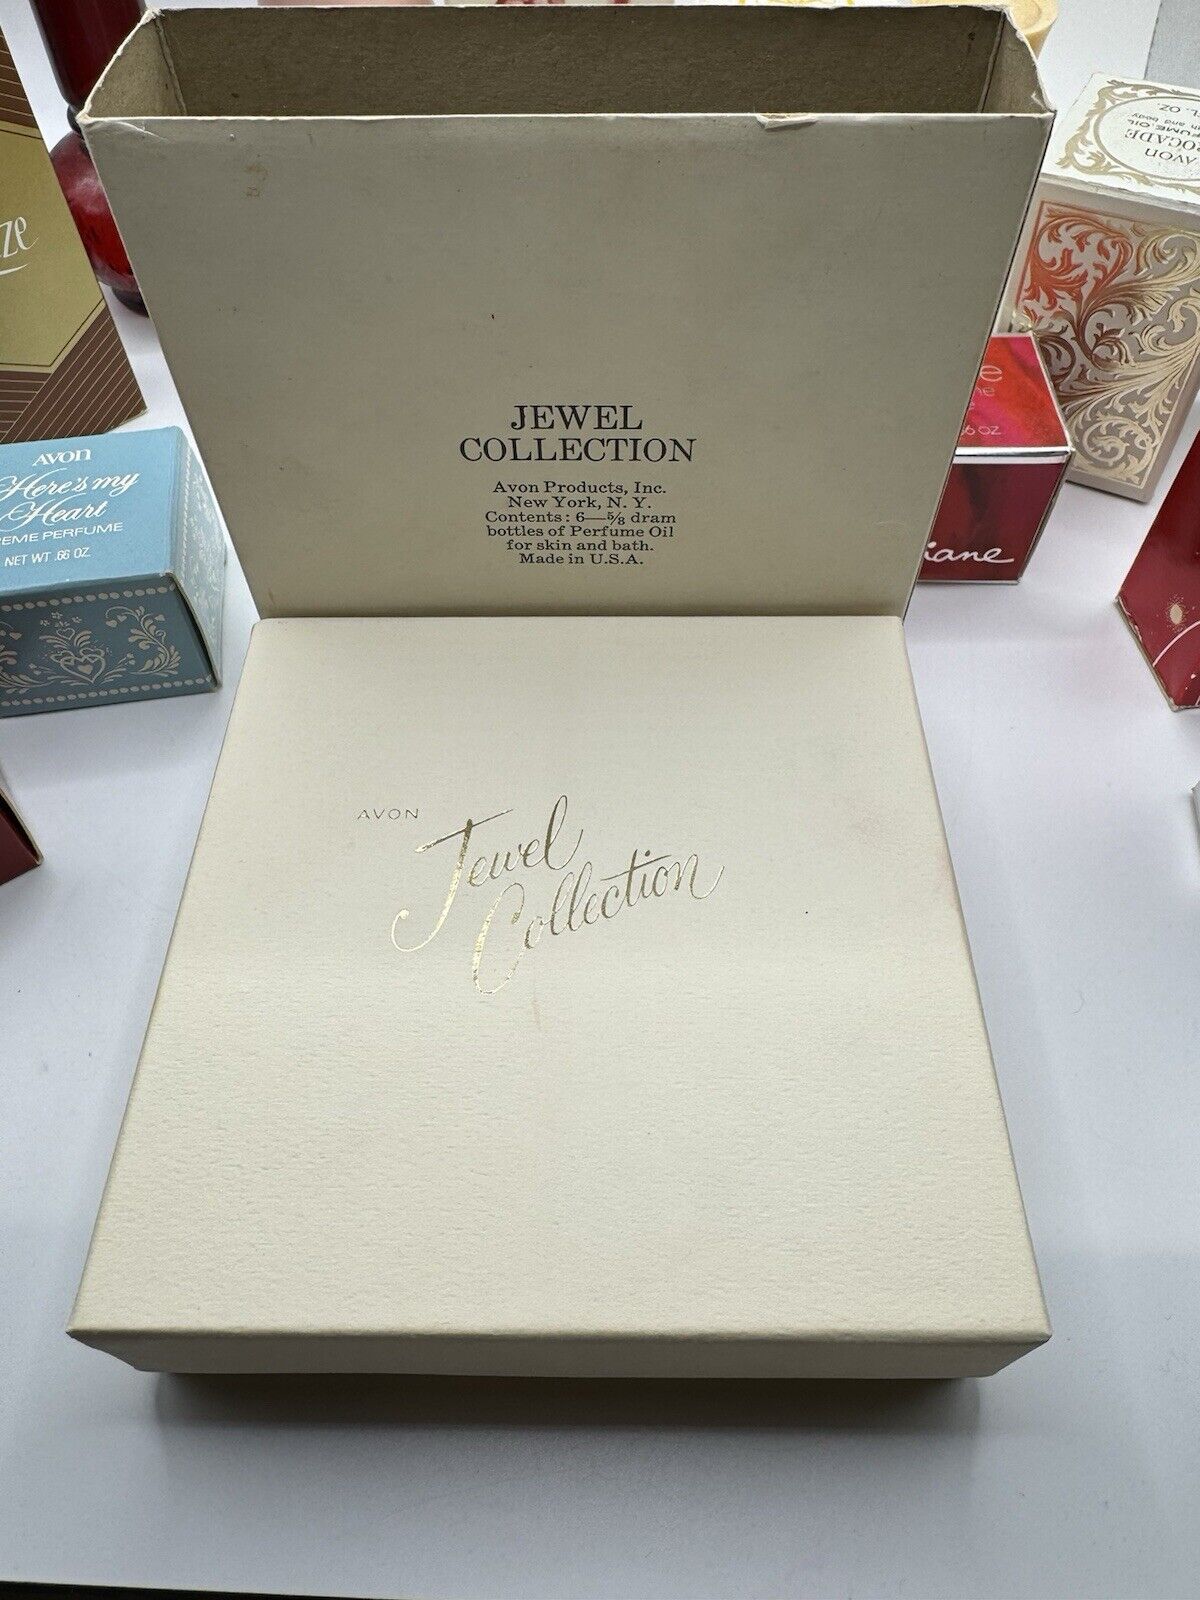 JEWEL
COLLECTION
Avon Products, Inc.
New York, N. Y.
Contents: 6—⅝ dram
bottles of Perfume Oil
for skin and bath.
Made in U.S.A.
AVON
Jewel
Collection
AVON
Here's my
Heart
NET WT .66 OZ.
AVON